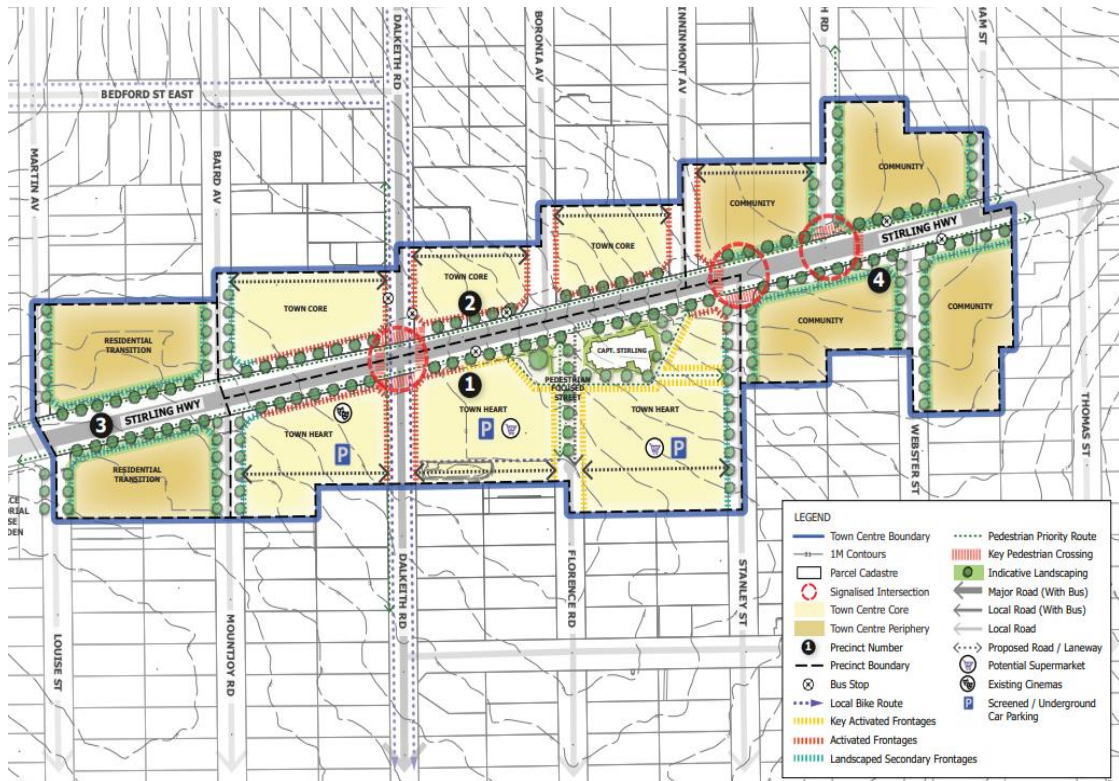 DALKEITH RD
BORONIA AV
INNINMONT AV
H RD
HAM ST
BEDFORD ST EAST
MARTIN AV
BAIRD AV
COMMUNITY
COMMUNITY
STIRLING HWY
TOWN CORE
TOWN CORE
2
TOWN CORE
4
RESIDENTIAL
TRANSITION
CAPT. STIRLING
COMMUNITY
COMMUNITY
1
PEDESTRIAN
FOCUSED
STREET
STIRLING HWY
3
TOWN HEART
TOWN HEART
TOWN HEART
P
P
P
RESIDENTIAL
TRANSITION
THOMAS ST
WEBSTER ST
LOUISE ST
MOUNTJOY RD
DALKEITH RD
FLORENCE RD
STANLEY ST
LEGEND
Town Centre Boundary
1M Contours
Parcel Cadastre
Signalised Intersection
Town Centre Core
Town Centre Periphery
1 Precinct Number
Precinct Boundary
Bus Stop
Local Bike Route
Key Activated Frontages
Activated Frontages
Landscaped Secondary Frontages
Pedestrian Priority Route
Key Pedestrian Crossing
Indicative Landscaping
Major Road (With Bus)
Local Road (With Bus)
Local Road
Proposed Road / Laneway
Potential Supermarket
Existing Cinemas
P Screened / Underground
Car Parking